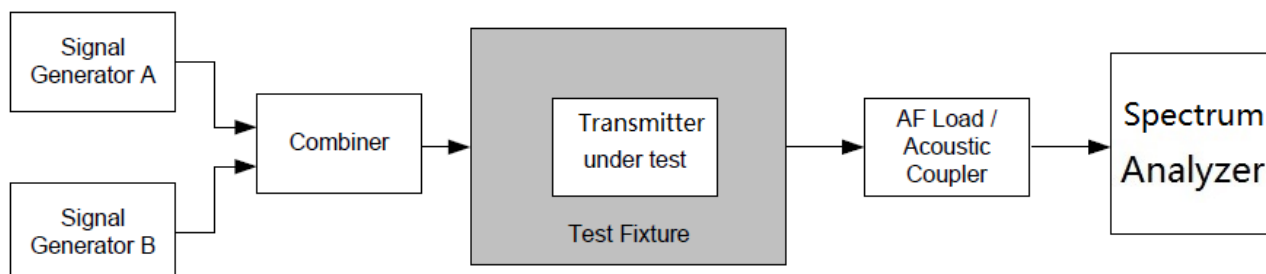 Signal
Generator A
Signal
Generator B
Combiner
Transmitter
under test
Test Fixture
AF Load /
Acoustic
Coupler
Spectrum
Analyzer